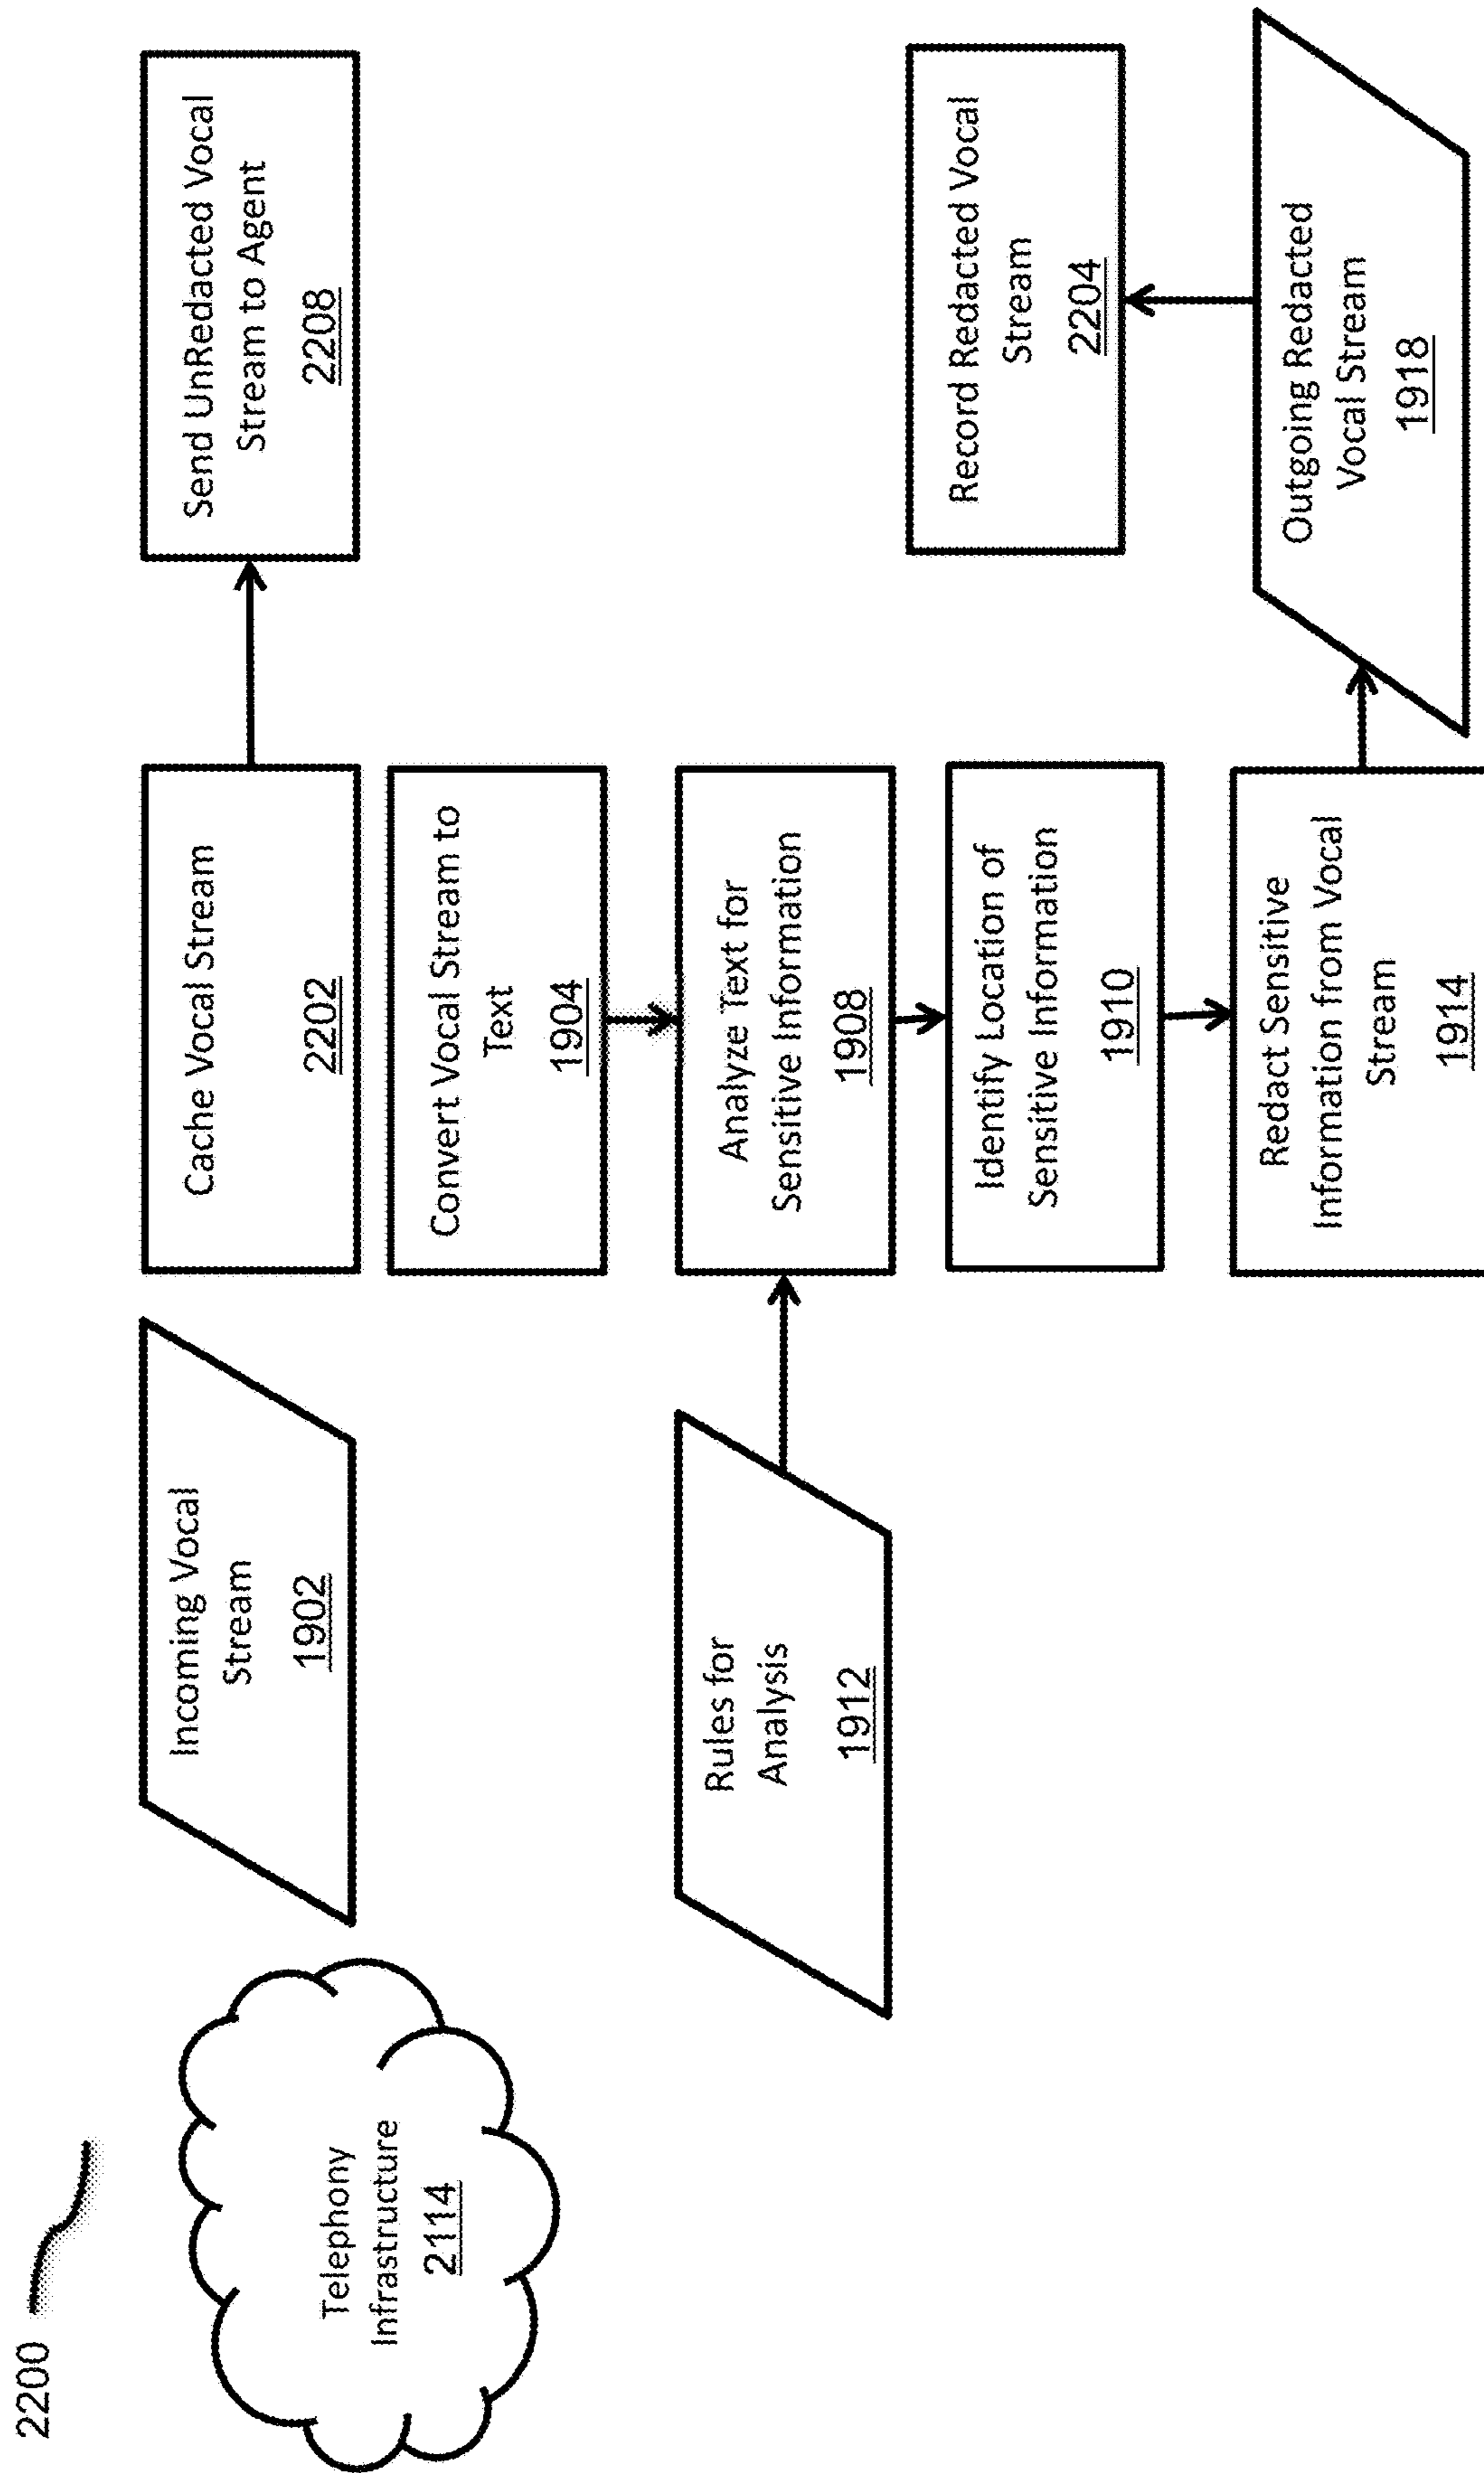 2200
Telephony
Infrastructure
2114
Incoming Vocal
Stream
1902
Cache Vocal Stream
2202
Send UnRedacted Vocal
Stream to Agent
2208
Convert Vocal Stream to
Text
1904
Rules for
Analysis
1912
Analyze Text for
Sensitive Information
1908
Identify Location of
Sensitive Information
1910
Record Redacted Vocal
Stream
2204
Redact Sensitive
Information from Vocal
Stream
1914
Outgoing Redacted
Vocal Stream
1918